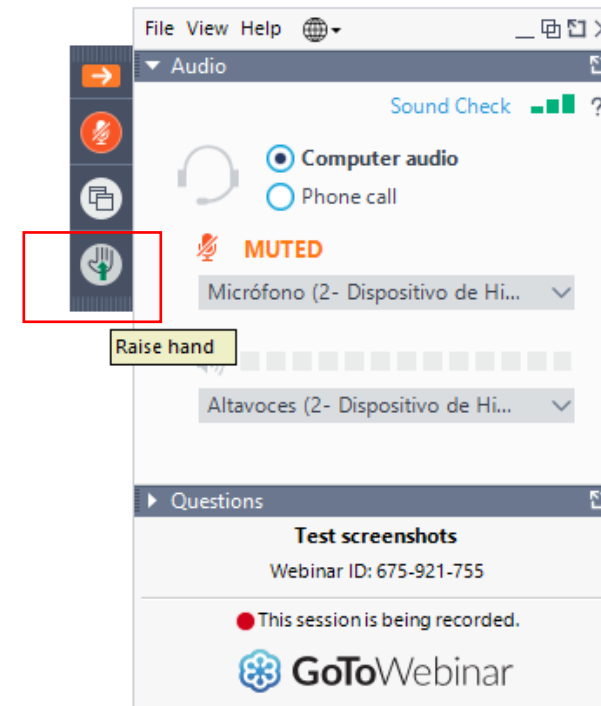 File View Help
Audio
Sound Check ?
Computer audio
Phone call
MUTED
Micrófono (2- Dispositivo de Hi...
Raise hand
Altavoces (2- Dispositivo de Hi...
Questions
Test screenshots
Webinar ID: 675-921-755
This session is being recorded.
GoToWebinar